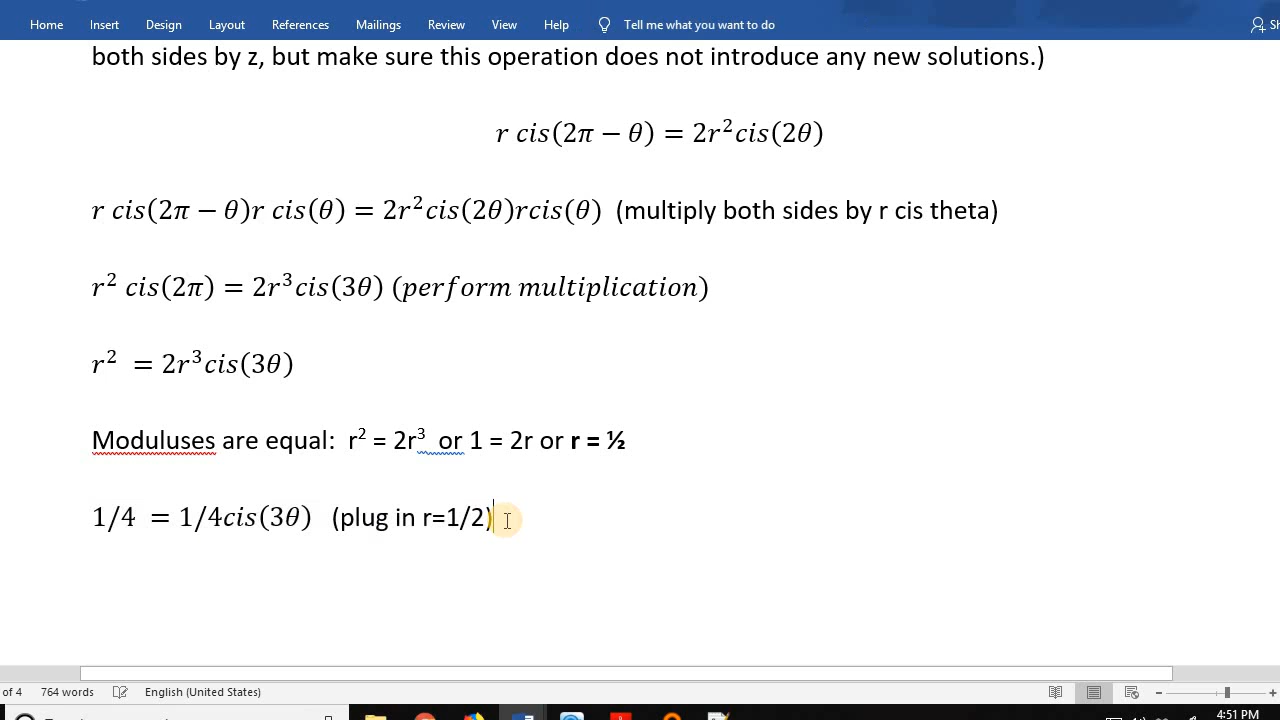 Home Insert Design Layout References Mailings Review View Help Tell me what you want to do Sh
both sides by z, but make sure this operation does not introduce any new solutions.)
r cis(2π − θ) = 2r²cis(2θ)
r cis(2π − θ)r cis(θ) = 2r²cis(2θ)rcis(θ) (multiply both sides by r cis theta)
r² cis(2π) = 2r³cis(3θ) (perform multiplication)
r² = 2r³cis(3θ)
Moduluses are equal: r² = 2r³ or 1 = 2r or r = ½
1/4 = 1/4cis(3θ) (plug in r=1/2)
of 4 764 words English (United States)
4:51 PM